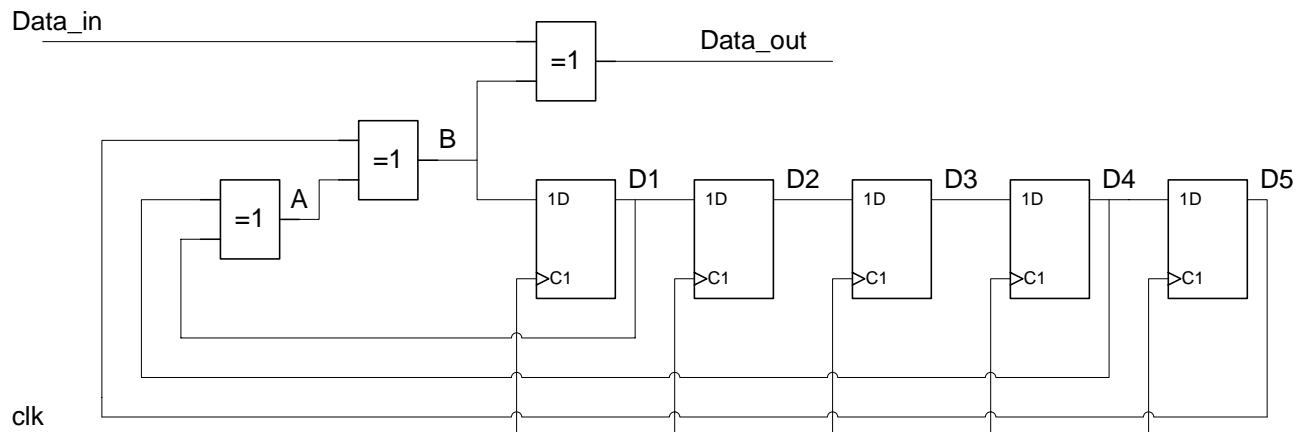 Data_in
=1
Data_out
=1
B
=1
A
1D
D1
1D
D2
1D
D3
1D
D4
1D
D5
C1
C1
C1
C1
C1
clk